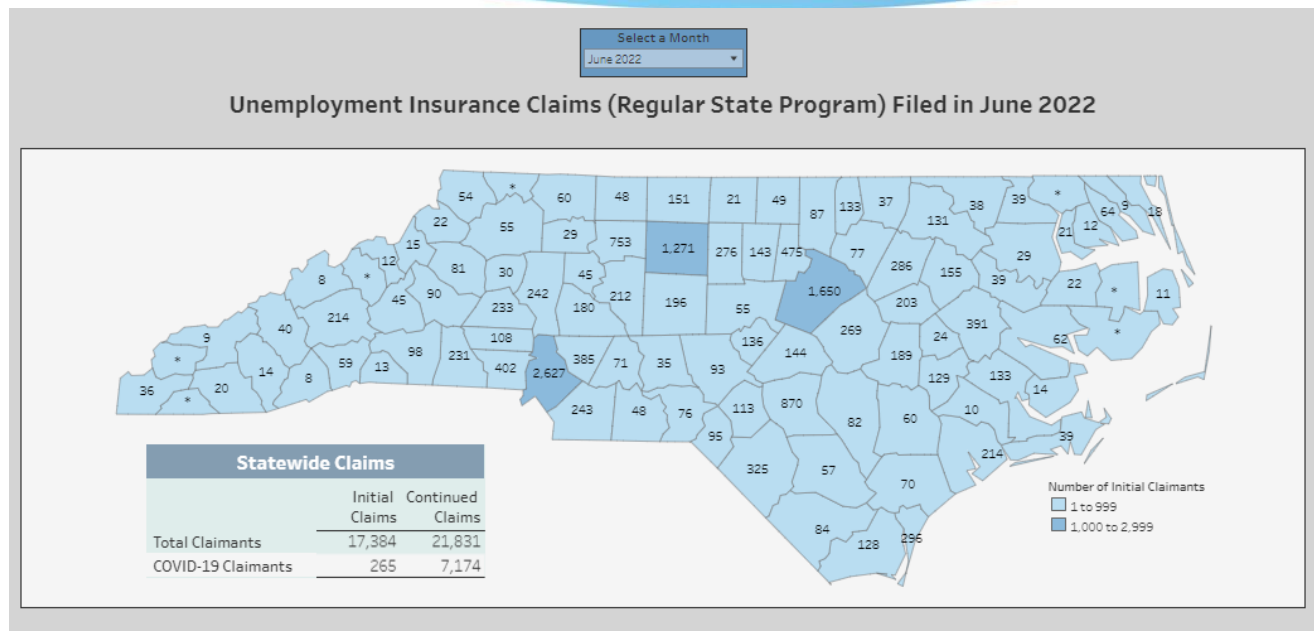 Select a Month
June 2022
Unemployment Insurance Claims (Regular State Program) Filed in June 2022
54 * 60 48 151 21 49 87 133 37 131 38 39 * 64 9 18
22 55 29 753 1,271 276 143 475 77 286 155 29 21 12
15 12 * 8 81 30 242 45 212 196 55 1,650 203 39 22 * 11
214 45 90 233 180 269 24 391 62 *
9 40 108 136 144 189
* 59 13 98 231 402 2,627 385 71 35 93 129 133 14
36 * 20 14 8 243 48 76 113 870 82 60 10
95 39
325 57 70 214
84 128 296
Statewide Claims
Initial Claims Continued Claims
Total Claimants 17,384 21,831
COVID-19 Claimants 265 7,174
Number of Initial Claimants
1 to 999
1,000 to 2,999